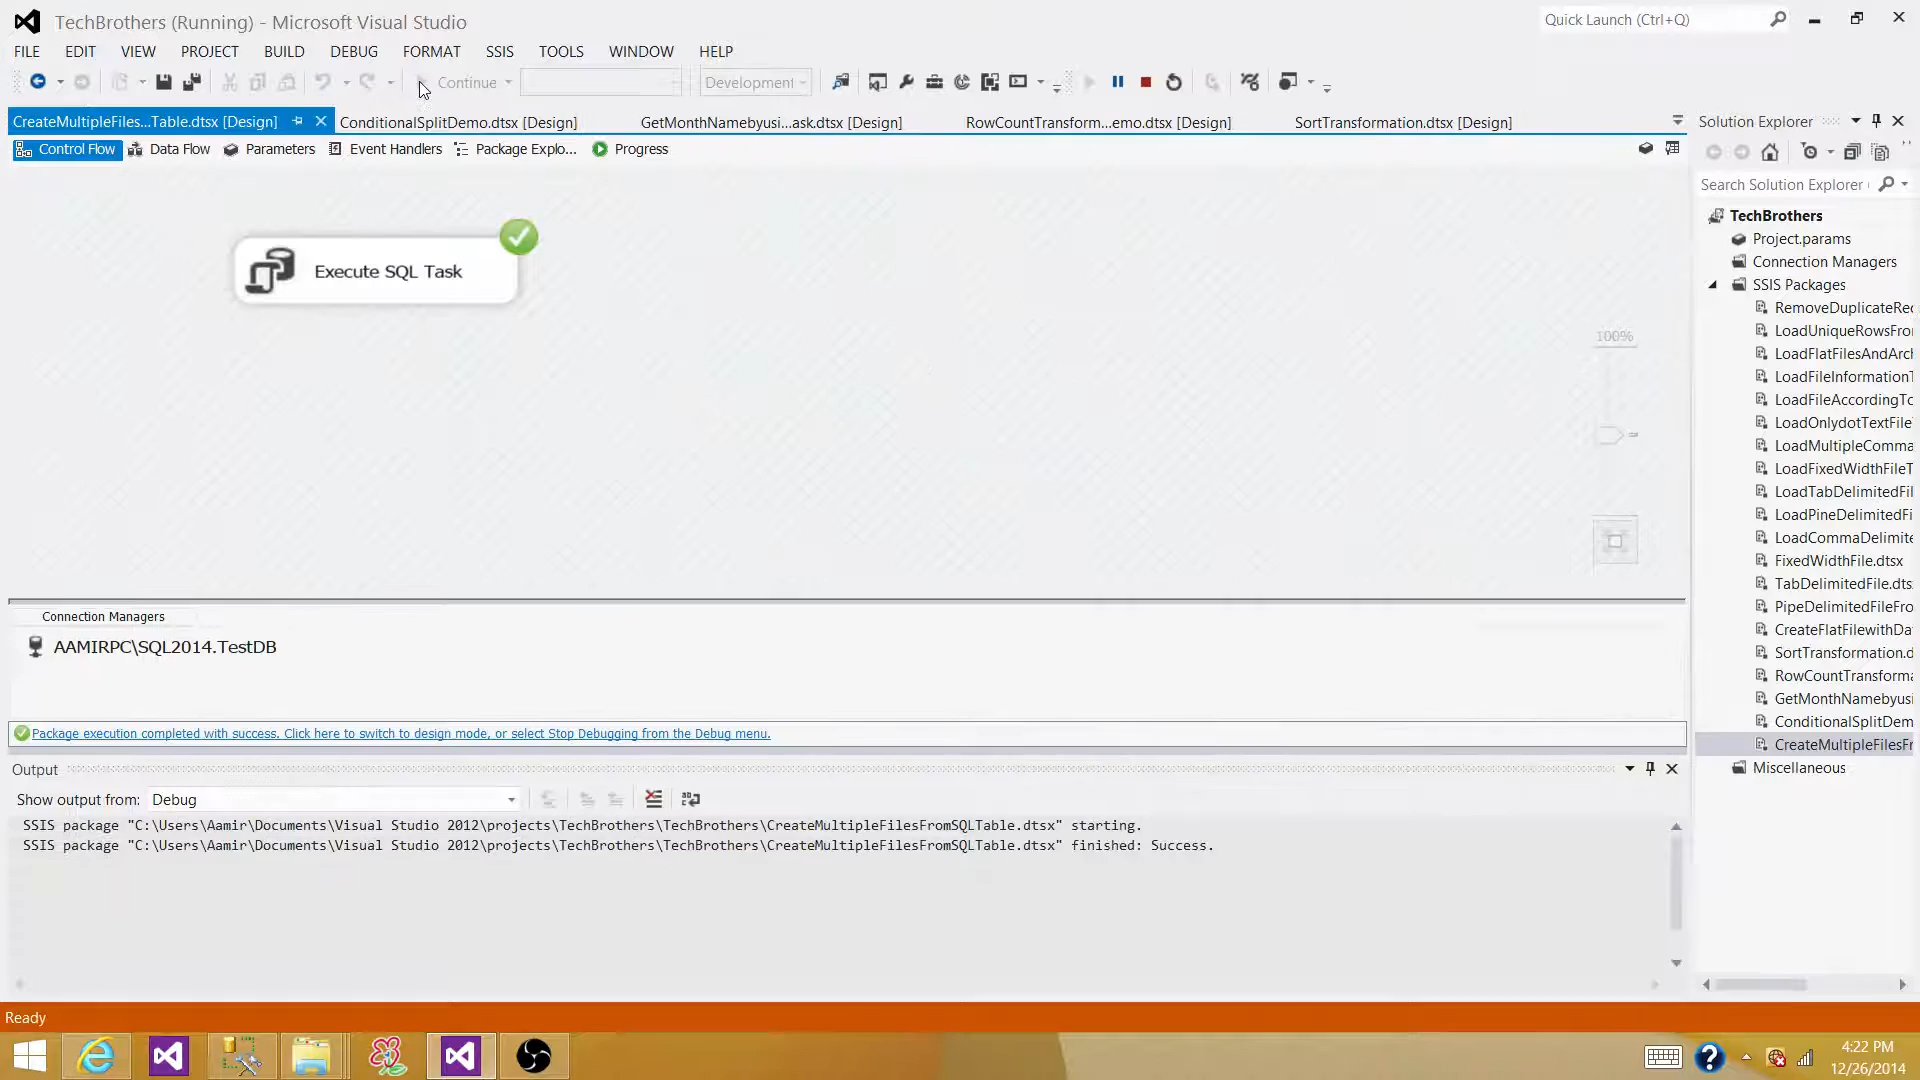 TechBrothers (Running) - Microsoft Visual Studio
Quick Launch (Ctrl+Q)
FILE EDIT VIEW PROJECT BUILD DEBUG FORMAT SSIS TOOLS WINDOW HELP
Continue
Development
CreateMultipleFiles...Table.dtsx [Design] ConditionalSplitDemo.dtsx [Design] GetMonthNamebyusi...ask.dtsx [Design] RowCountTransform...emo.dtsx [Design] SortTransformation.dtsx [Design]
Control Flow Data Flow Parameters Event Handlers Package Explo... Progress
Execute SQL Task
100%
Connection Managers
AAMIRPC\SQL2014.TestDB
Package execution completed with success. Click here to switch to design mode, or select Stop Debugging from the Debug menu.
Output
Show output from: Debug
SSIS package "C:\Users\Aamir\Documents\Visual Studio 2012\projects\TechBrothers\TechBrothers\CreateMultipleFilesFromSQLTable.dtsx" starting.
SSIS package "C:\Users\Aamir\Documents\Visual Studio 2012\projects\TechBrothers\TechBrothers\CreateMultipleFilesFromSQLTable.dtsx" finished: Success.
Solution Explorer
Search Solution Explorer
TechBrothers
Project.params
Connection Managers
SSIS Packages
RemoveDuplicateRec
LoadUniqueRowsFro
LoadFlatFilesAndArch
LoadFileInformationT
LoadFileAccordingTo
LoadOnlydotTextFile
LoadMultipleComma
LoadFixedWidthFileT
LoadTabDelimitedFil
LoadPineDelimitedFi
LoadCommaDelimite
FixedWidthFile.dtsx
TabDelimitedFile.dts
PipeDelimitedFileFro
CreateFlatFilewithDa
SortTransformation.d
RowCountTransforma
GetMonthNamebyusi
ConditionalSplitDem
CreateMultipleFilesFr
Miscellaneous
Ready
4:22 PM
12/26/2014